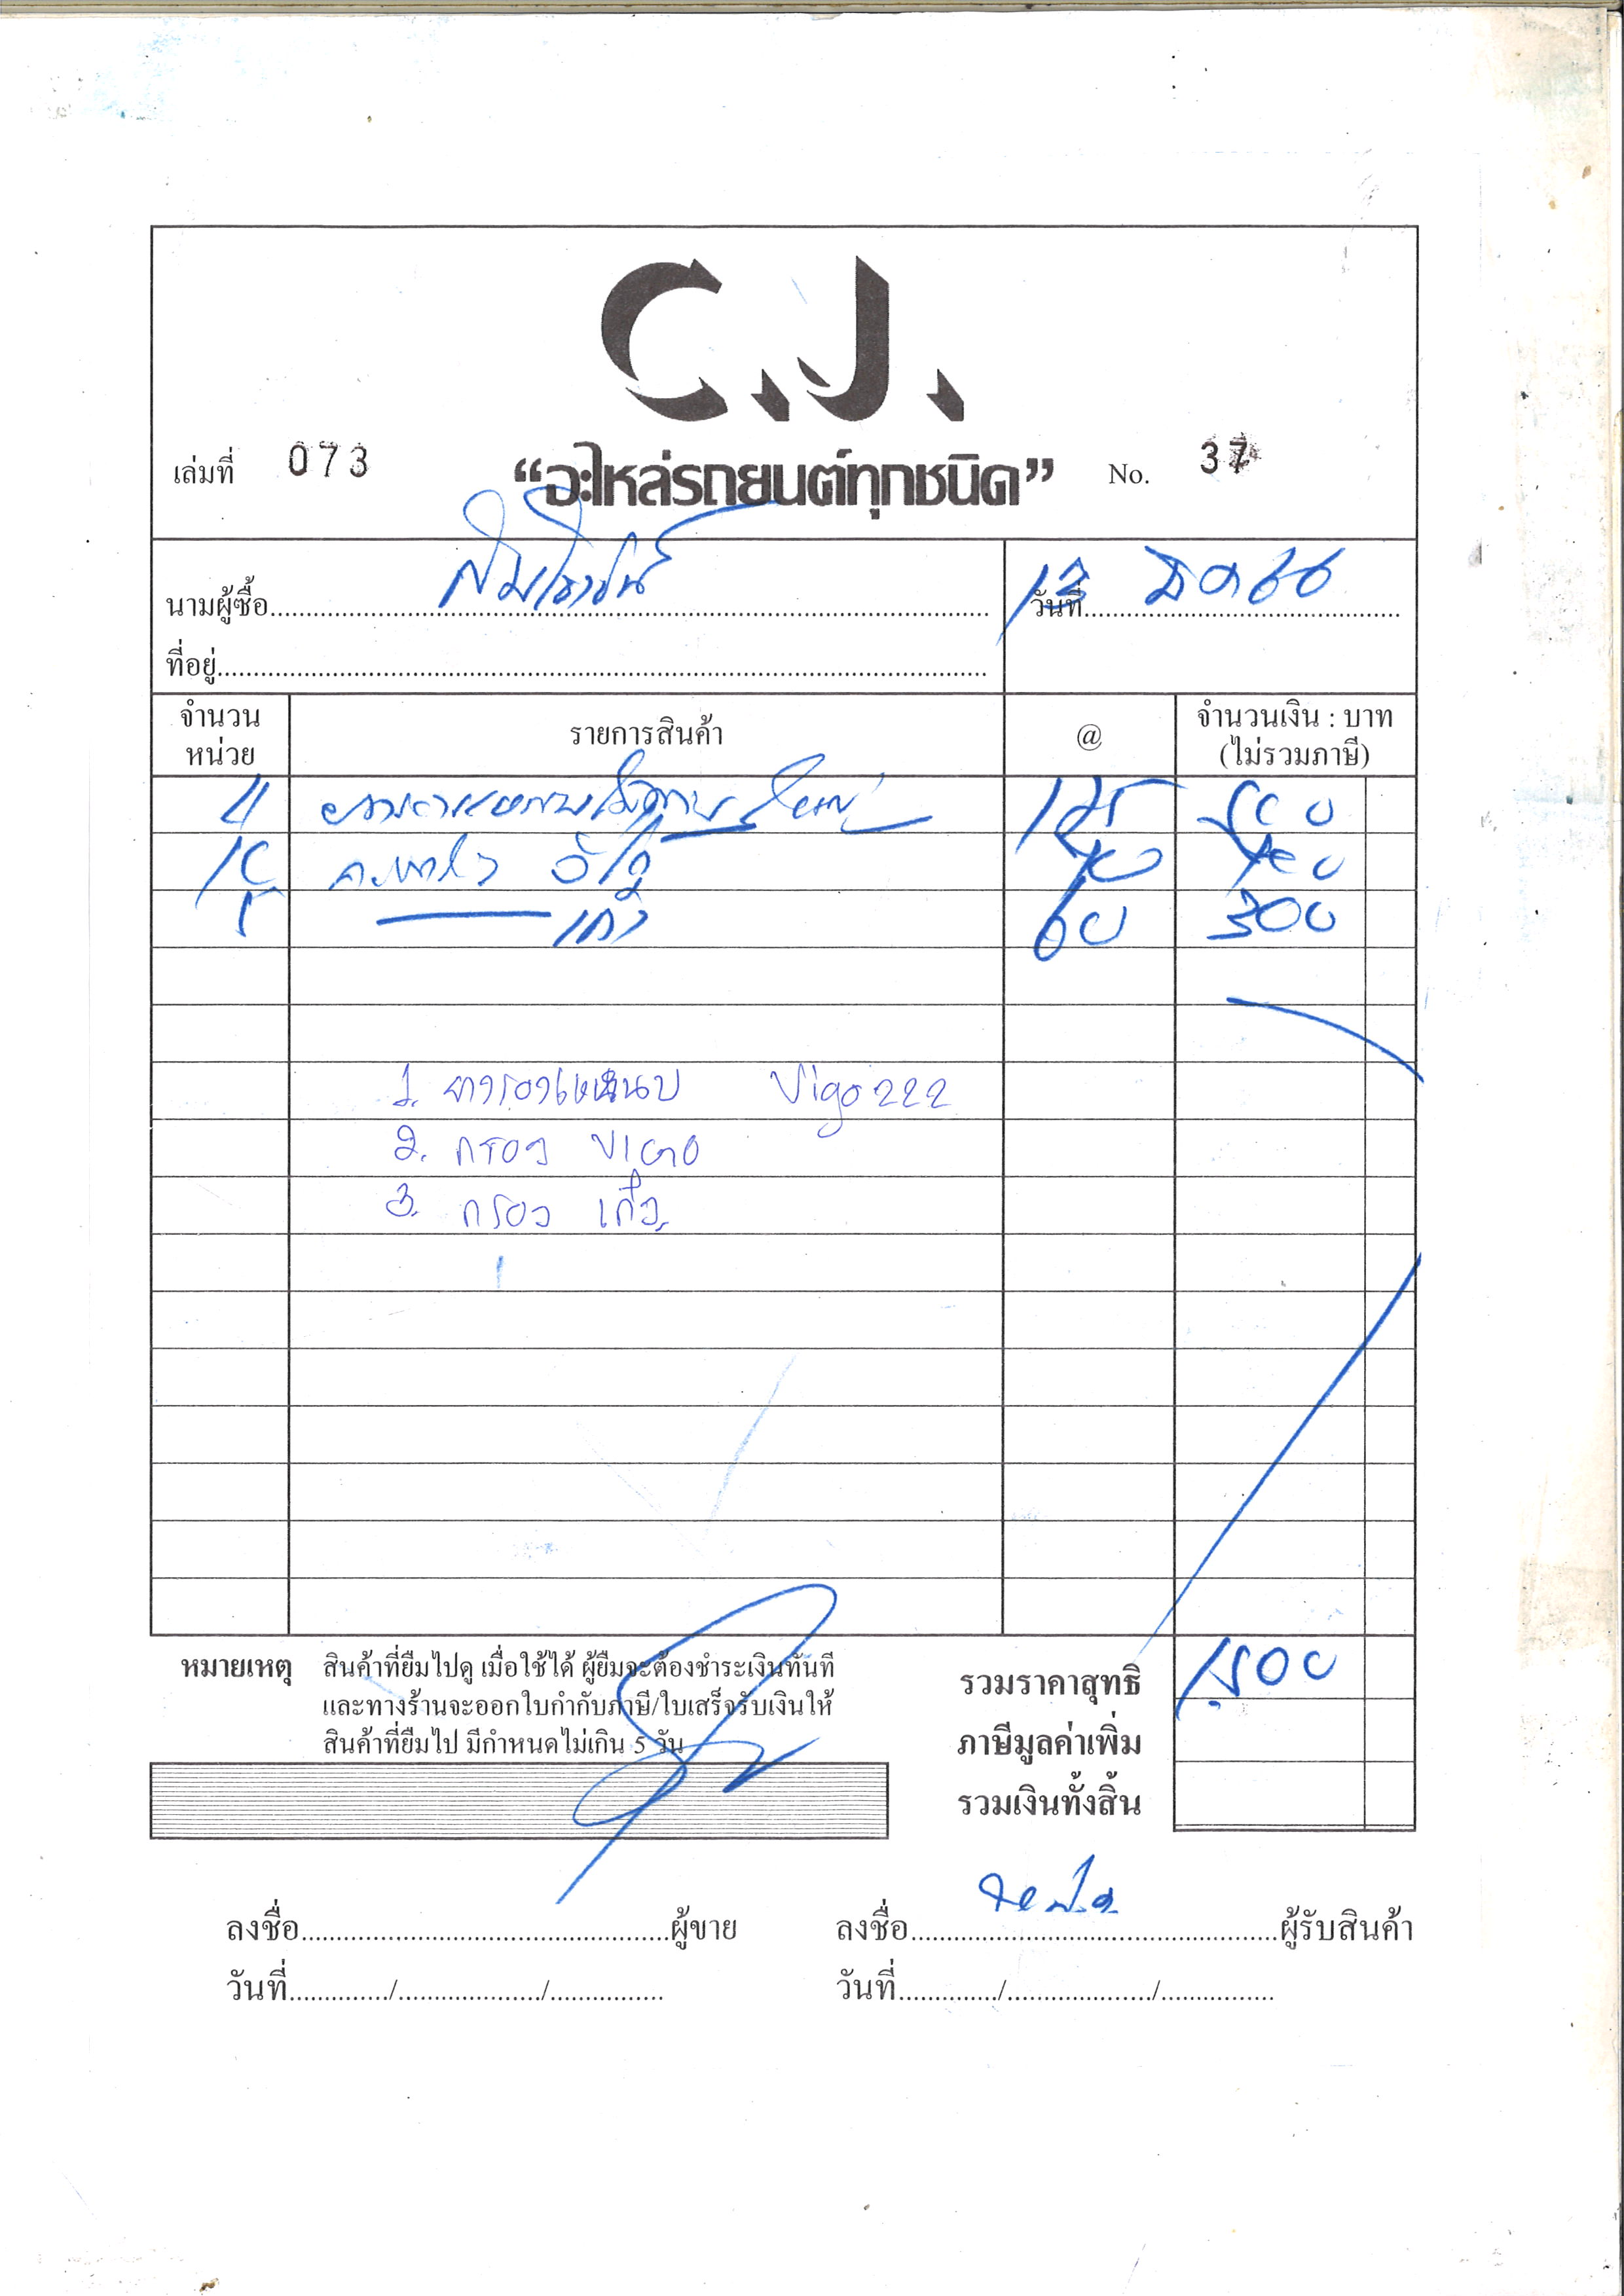 C.J.
เล่มที่ 073 “อะไหล่รถยนต์ทุกชนิด” No. 37
นามผู้ซื้อ วันที่ 66
ที่อยู่
จำนวน หน่วย รายการสินค้า @ จำนวนเงิน : บาท (ไม่รวมภาษี)
4 125 500
10 70 700
5 เก๋ง 60 300
1. Vigo 222
2. กรอง VIGO
3. กรอง เก๋ง
หมายเหตุ สินค้าที่ยืมไปดู เมื่อใช้ได้ ผู้ยืมจะต้องชำระเงินทันที
และทางร้านจะออกใบกำกับภาษี/ใบเสร็จรับเงินให้
สินค้าที่ยืมไป มีกำหนดไม่เกิน 5 วัน
รวมราคาสุทธิ 1,500
ภาษีมูลค่าเพิ่ม
รวมเงินทั้งสิ้น
ลงชื่อ ผู้ขาย ลงชื่อ ผู้รับสินค้า
วันที่ / / วันที่ / /